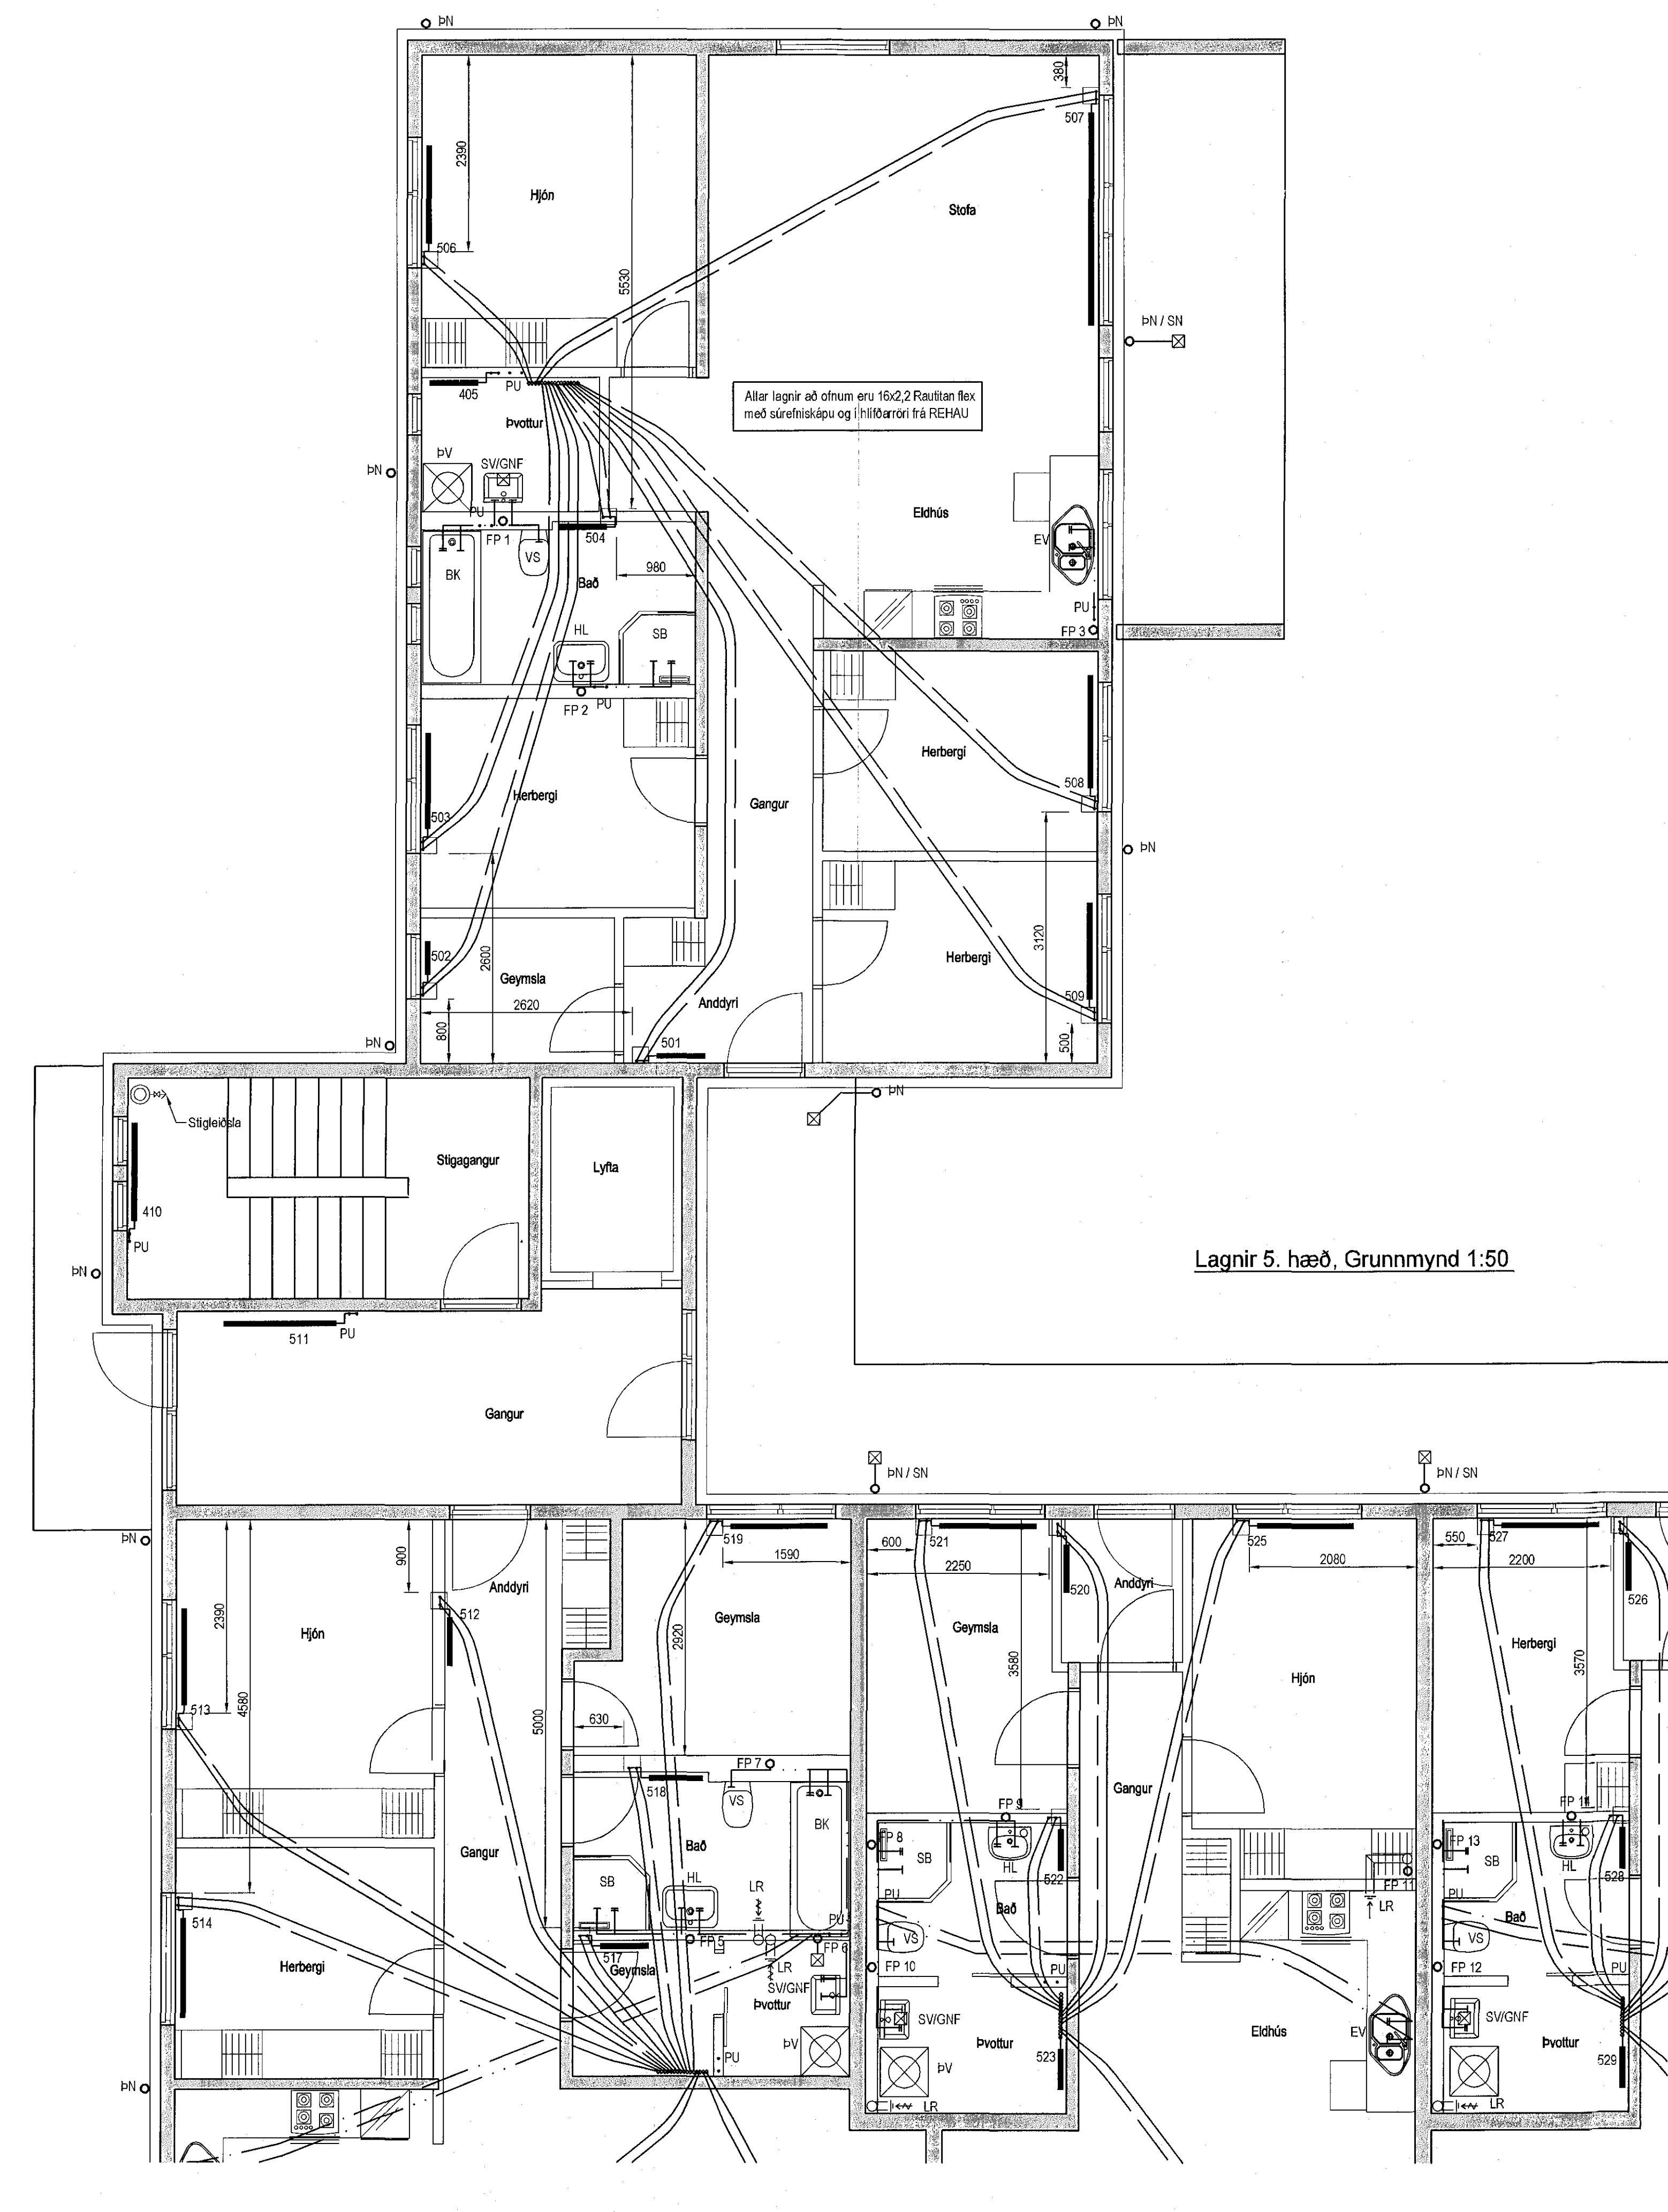 ÞN
ÞN
380
507
2390
Hjón
Stofa
506
5530
ÞN / SN
405
PU
Allar lagnir að ofnum eru 16x2,2 Rautitan flex
með súrefniskápu og í hlífðarröri frá REHAU
Þvottur
ÞV
SV/GNF
ÞN
PU
FP 1
504
Eldhús
EV
VS
BK
980
Bað
HL
SB
PU
FP 3
FP 2
PU
Herbergi
508
503
Herbergi
Gangur
ÞN
502
2600
Geymsla
2620
800
Herbergi
3120
509
Anddyri
500
501
ÞN
ÞN
Stigleiðsla
Stigagangur
Lyfta
410
PU
ÞN
Lagnir 5. hæð, Grunnmynd 1:50
511
PU
Gangur
ÞN / SN
ÞN / SN
ÞN
900
519
1590
600
521
2250
520
525
2080
550
527
2200
526
Anddyri
Anddyri
2390
Hjón
512
Geymsla
2920
Geymsla
3580
Herbergi
3570
Hjón
513
4580
5000
630
FP 7
518
VS
BK
Gangur
FP 9
FP 14
Gangur
Bað
FP 8
SB
HL
522
FP 13
SB
HL
528
SB
HL
LR
PU
PU
FP 11
LR
PU
514
Bað
Bað
VS
VS
Herbergi
517
FP 5
FP 6
Geymsla
LR
SV/GNF
FP 10
PU
FP 12
PU
Þvottur
SV/GNF
Eldhús
EV
SV/GNF
ÞV
PU
Þvottur
523
ÞV
Þvottur
529
ÞN
LR
LR